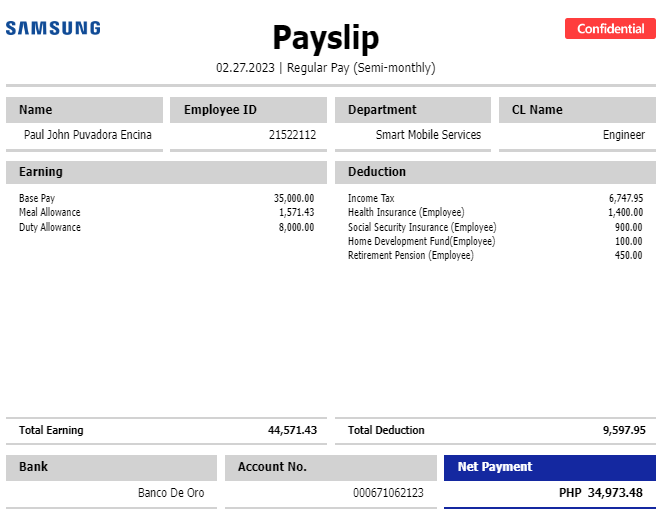 SAMSUNG
Payslip
Confidential
02.27.2023 | Regular Pay (Semi-monthly)
Name Employee ID Department CL Name
Paul John Puvadora Encina 21522112 Smart Mobile Services Engineer
Earning Deduction
Base Pay 35,000.00 Income Tax 6,747.95
Meal Allowance 1,571.43 Health Insurance (Employee) 1,400.00
Duty Allowance 8,000.00 Social Security Insurance (Employee) 900.00
Home Development Fund(Employee) 100.00
Retirement Pension (Employee) 450.00
Total Earning 44,571.43 Total Deduction 9,597.95
Bank Account No. Net Payment
Banco De Oro 000671062123 PHP 34,973.48